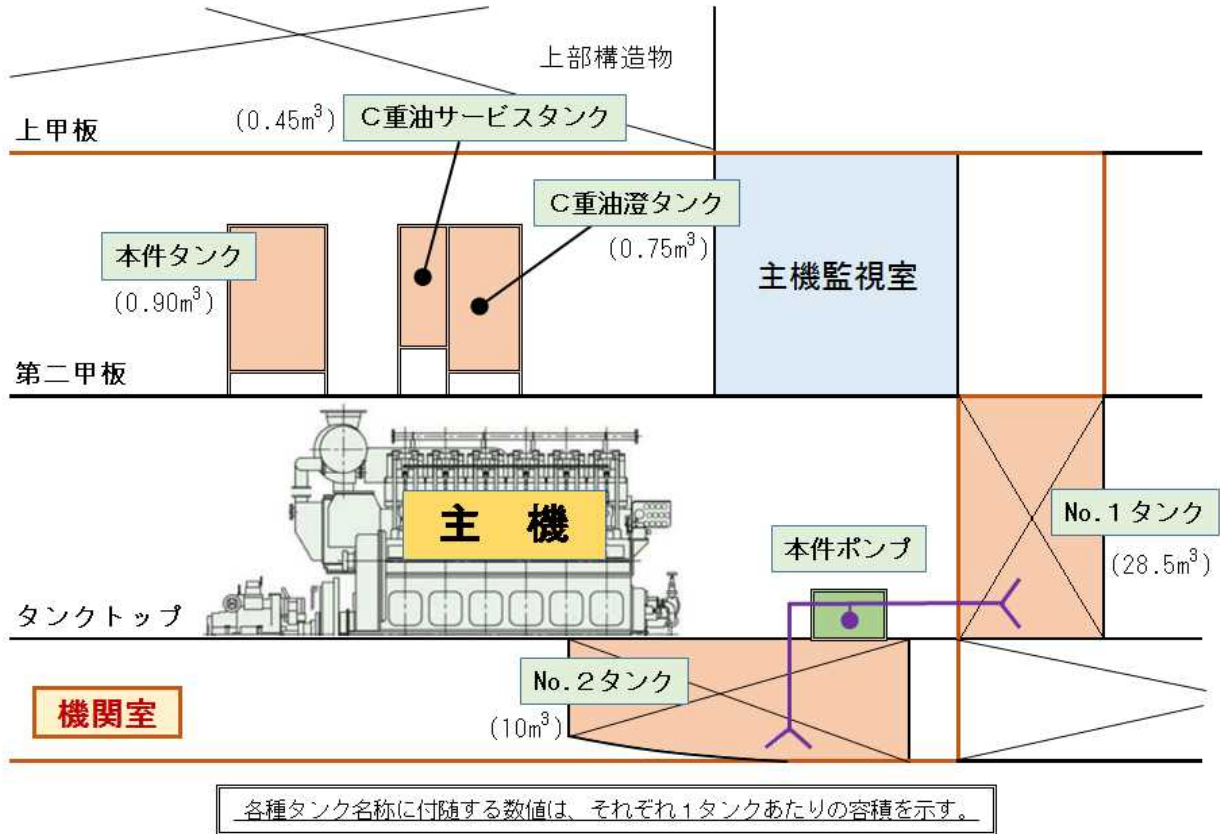 上部構造物
(0.45m³)
C重油サービスタンク
上甲板
C重油澄タンク
(0.75m³)
本件タンク
(0.90m³)
主機監視室
第二甲板
主 機
No.1タンク
(28.5m³)
本件ポンプ
タンクトップ
No.2タンク
(10m³)
機関室
各種タンク名称に付随する数値は、それぞれ1タンクあたりの容積を示す。